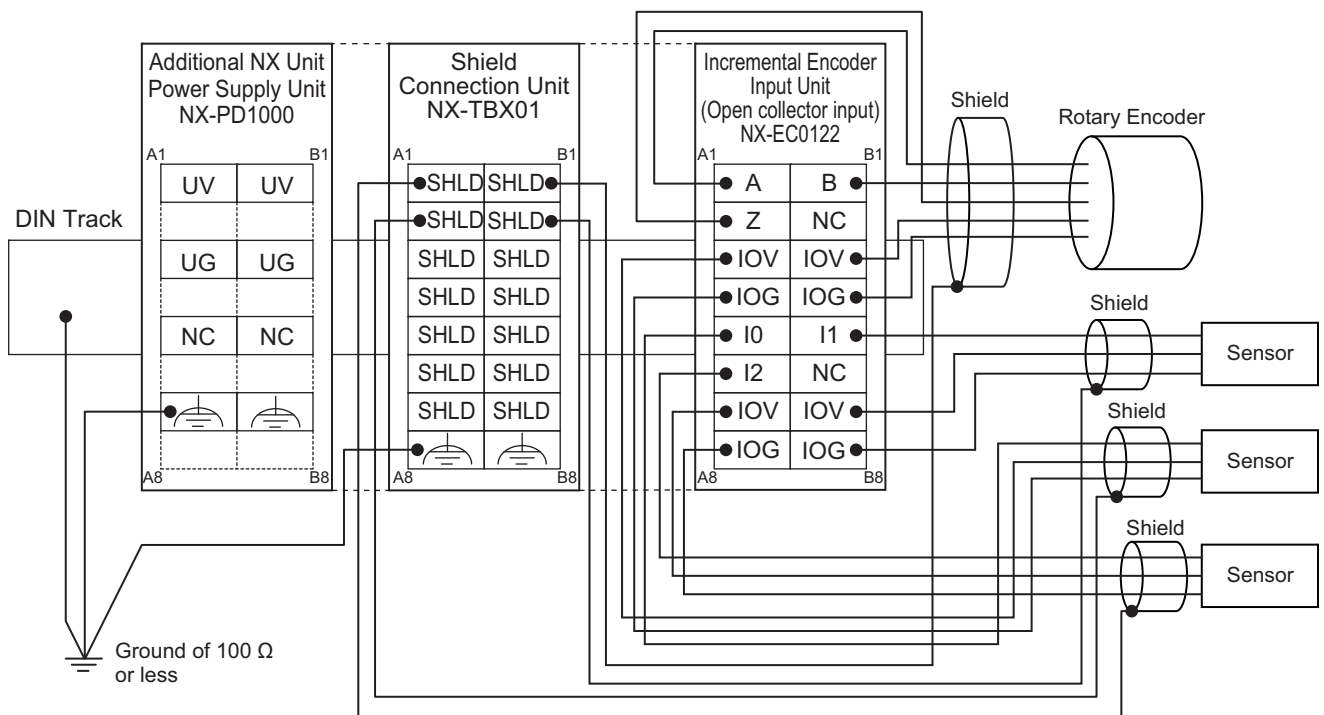 Additional NX Unit
Power Supply Unit
NX-PD1000
A1
B1
UV UV
UG UG
NC NC
A8
B8
Shield
Connection Unit
NX-TBX01
A1
B1
SHLD SHLD
SHLD SHLD
SHLD SHLD
SHLD SHLD
SHLD SHLD
SHLD SHLD
SHLD SHLD
A8
B8
Incremental Encoder
Input Unit
(Open collector input)
NX-EC0122
A1
B1
A B
Z NC
IOV IOV
IOG IOG
I0 I1
I2 NC
IOV IOV
IOG IOG
A8
B8
Shield
Rotary Encoder
DIN Track
Shield
Sensor
Shield
Sensor
Shield
Sensor
Ground of 100 Ω
or less